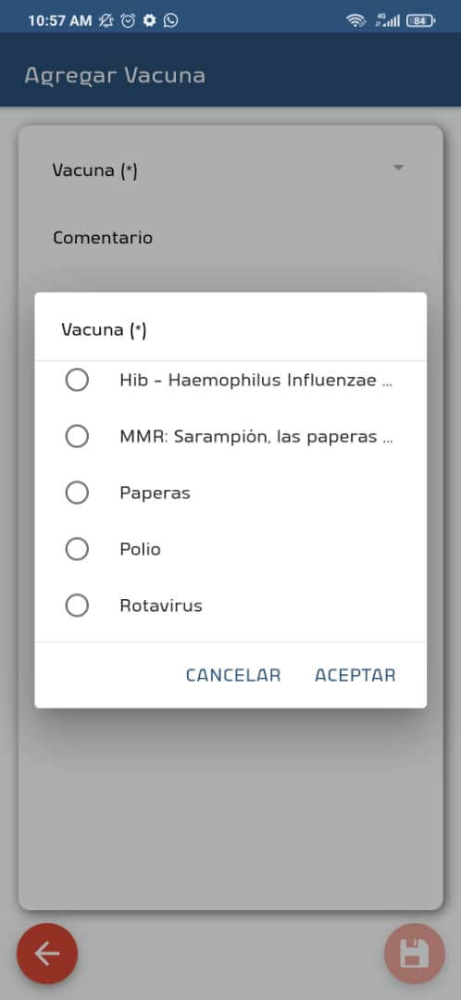 10:57 AM 4G 84
Agregar Vacuna
Vacuna (*)
Comentario
Vacuna (*)
Hib - Haemophilus Influenzae ...
MMR: Sarampión, las paperas ...
Paperas
Polio
Rotavirus
CANCELAR ACEPTAR